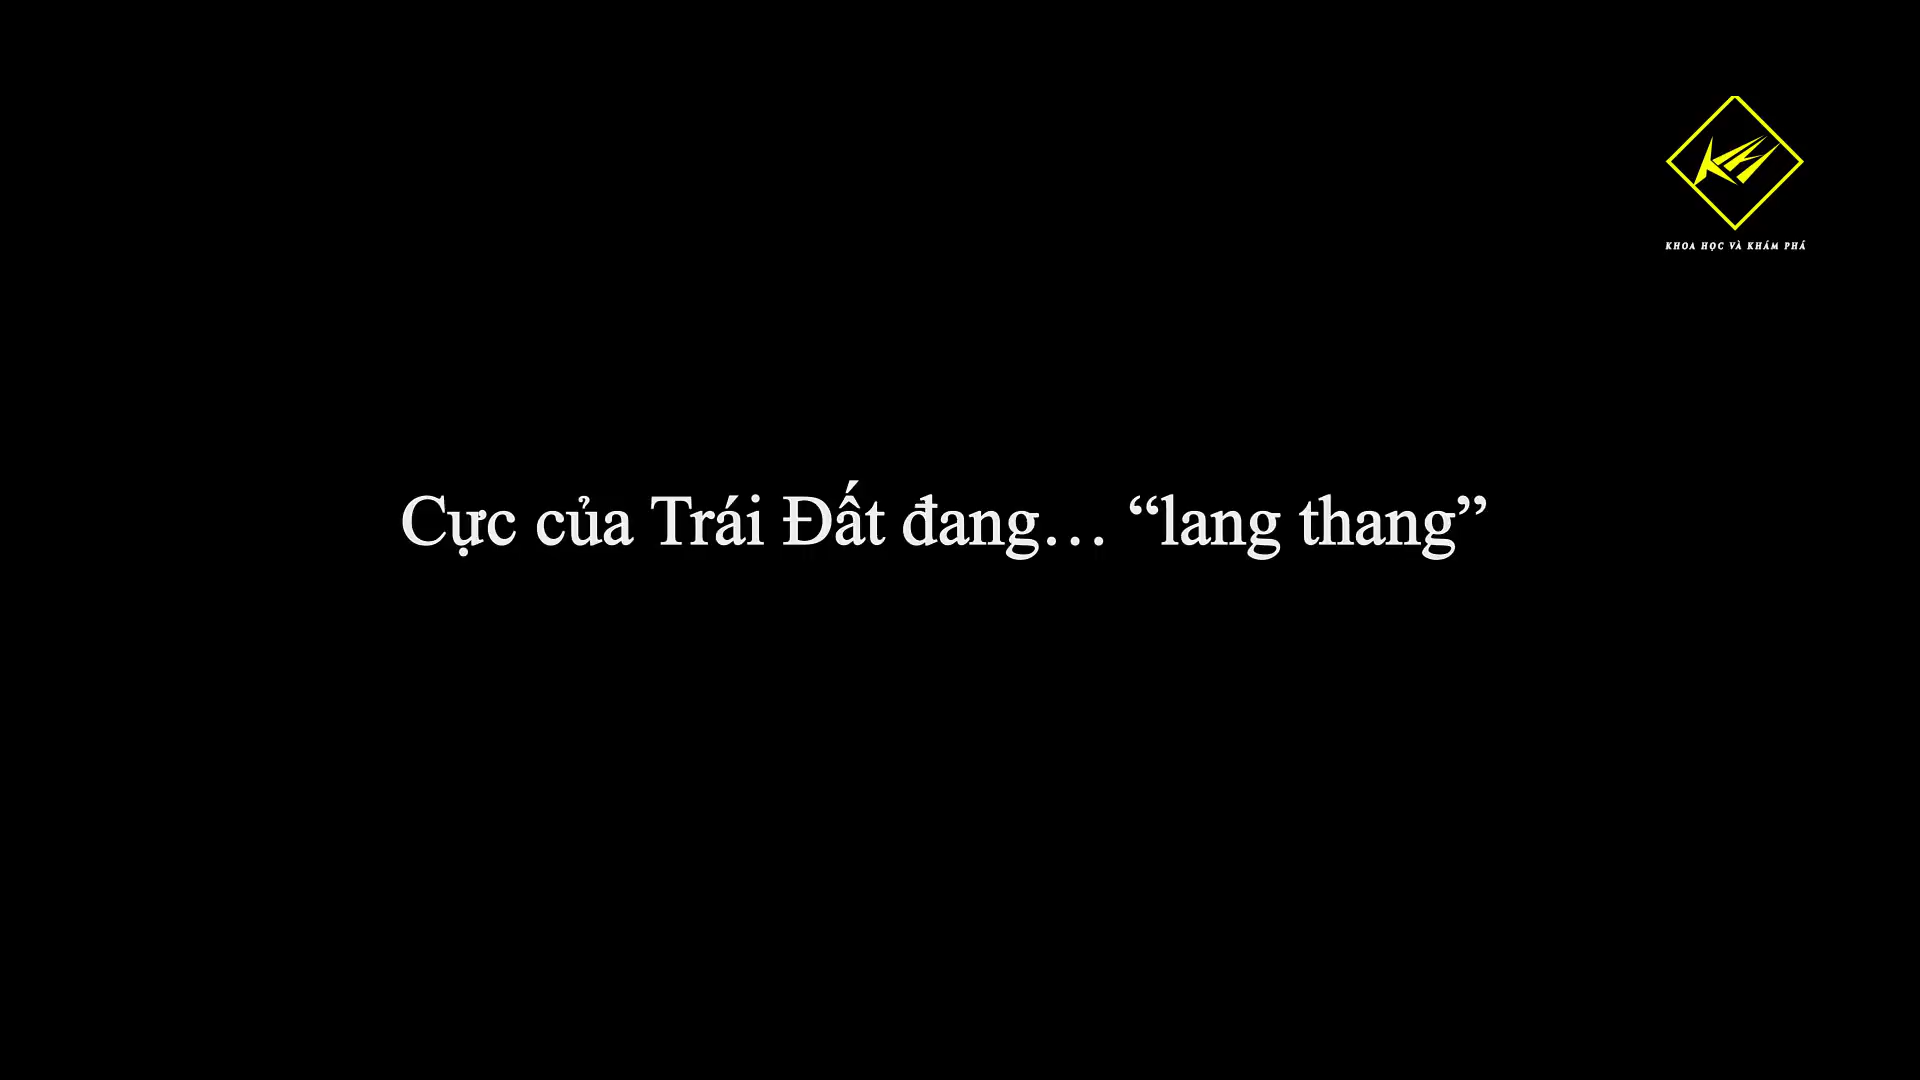 KHOA HỌC VÀ KHÁM PHÁ
Cực của Trái Đất đang… “lang thang”